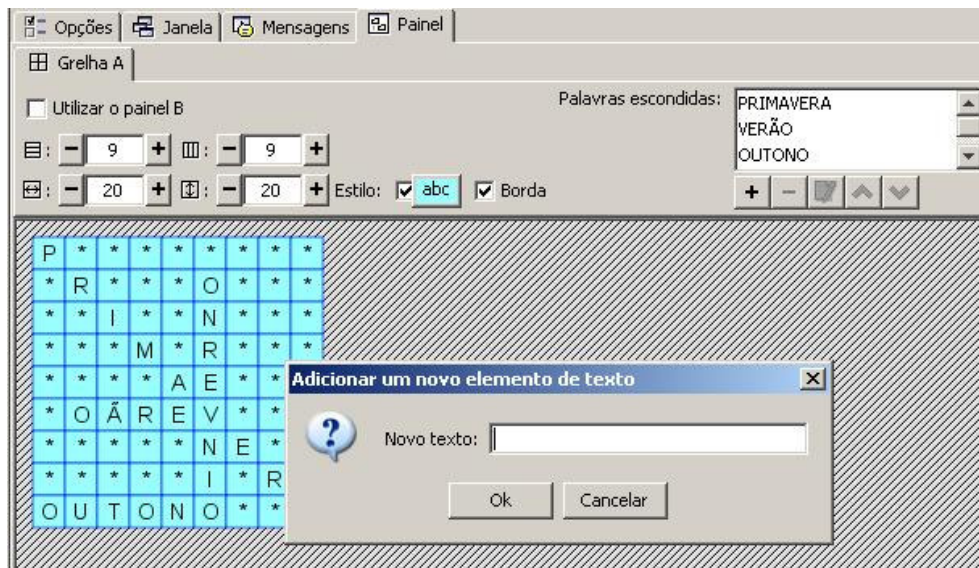 Opções Janela Mensagens Painel
Grelha A
Utilizar o painel B
Palavras escondidas:
PRIMAVERA
VERÃO
OUTONO
: − 9 + : − 9 +
: − 20 + : − 20 + Estilo: abc Borda
+ −
P * * * * * * * *
* R * * * O * * *
* * I * * N * * *
* * * M * R * * *
* * * * A E * *
* O Ã R E V * *
* * * * * N E *
* * * * * I * R
O U T O N O * *
Adicionar um novo elemento de texto
Novo texto:
Ok Cancelar